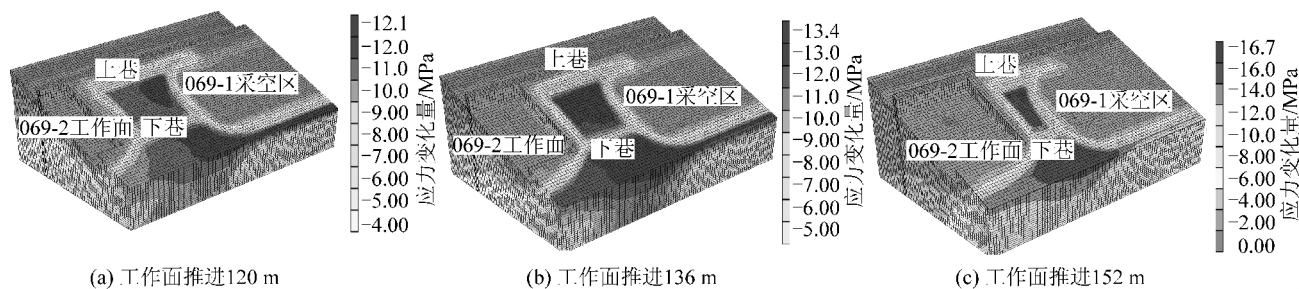 上巷
069-1采空区
069-2工作面
下巷
-12.1
-12.0
-11.0
-10.0
-9.00
-8.00
-7.00
-6.00
-5.00
-4.00
应力变化量/MPa
(a) 工作面推进120 m
上巷
069-1采空区
069-2工作面
下巷
-13.4
-13.0
-12.0
-11.0
-10.0
-9.00
-8.00
-7.00
-6.00
-5.00
应力变化量/MPa
(b) 工作面推进136 m
上巷
069-1采空区
069-2工作面
下巷
-16.7
-16.0
-14.0
-12.0
-10.0
-8.00
-6.00
-4.00
-2.00
0.00
应力变化量/MPa
(c) 工作面推进152 m